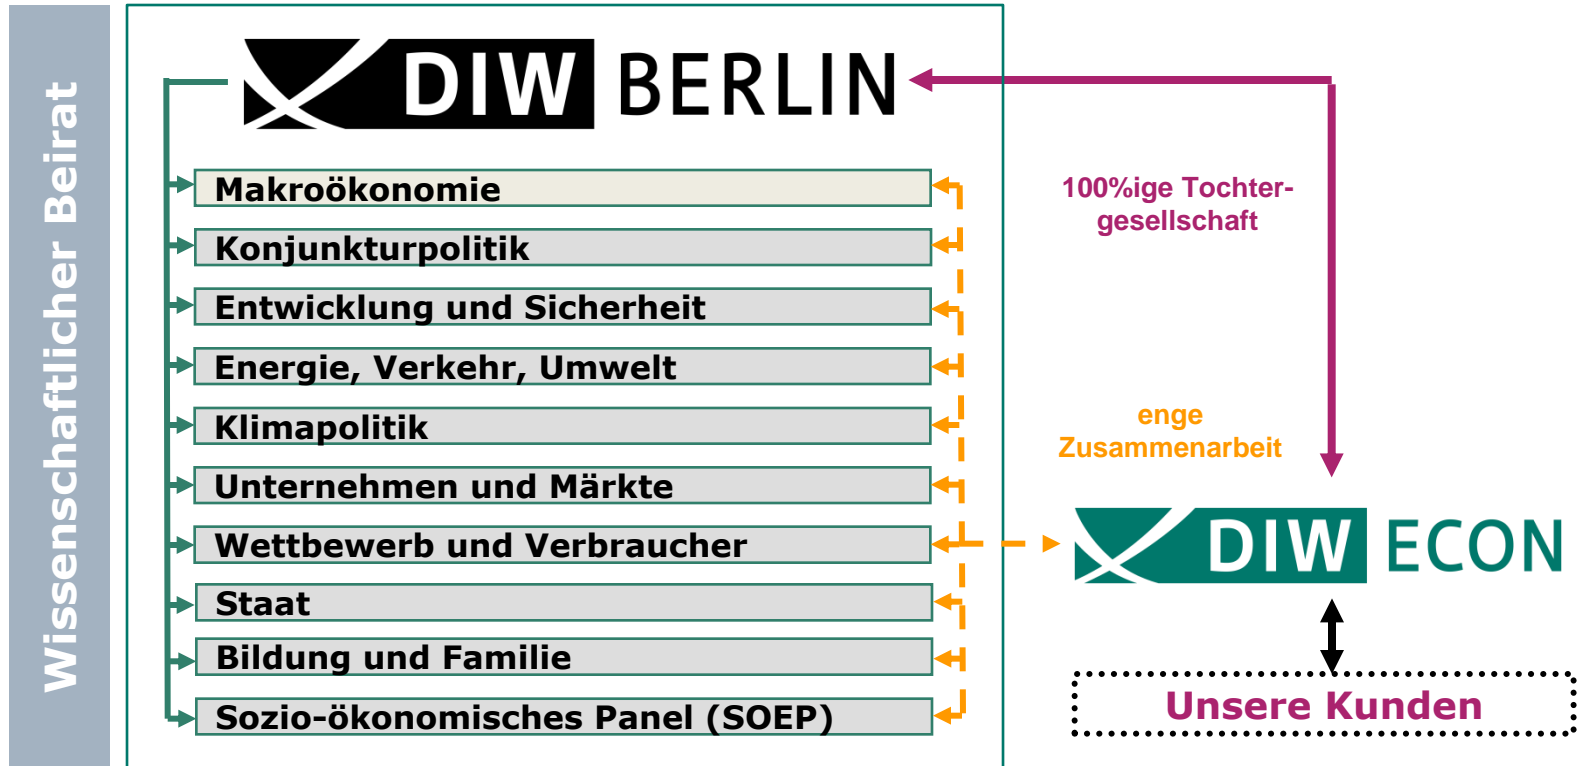 Wissenschaftlicher Beirat
DIW BERLIN
Makroökonomie
Konjunkturpolitik
Entwicklung und Sicherheit
Energie, Verkehr, Umwelt
Klimapolitik
Unternehmen und Märkte
Wettbewerb und Verbraucher
Staat
Bildung und Familie
Sozio-ökonomisches Panel (SOEP)
100%ige Tochter-
gesellschaft
enge
Zusammenarbeit
DIW ECON
Unsere Kunden